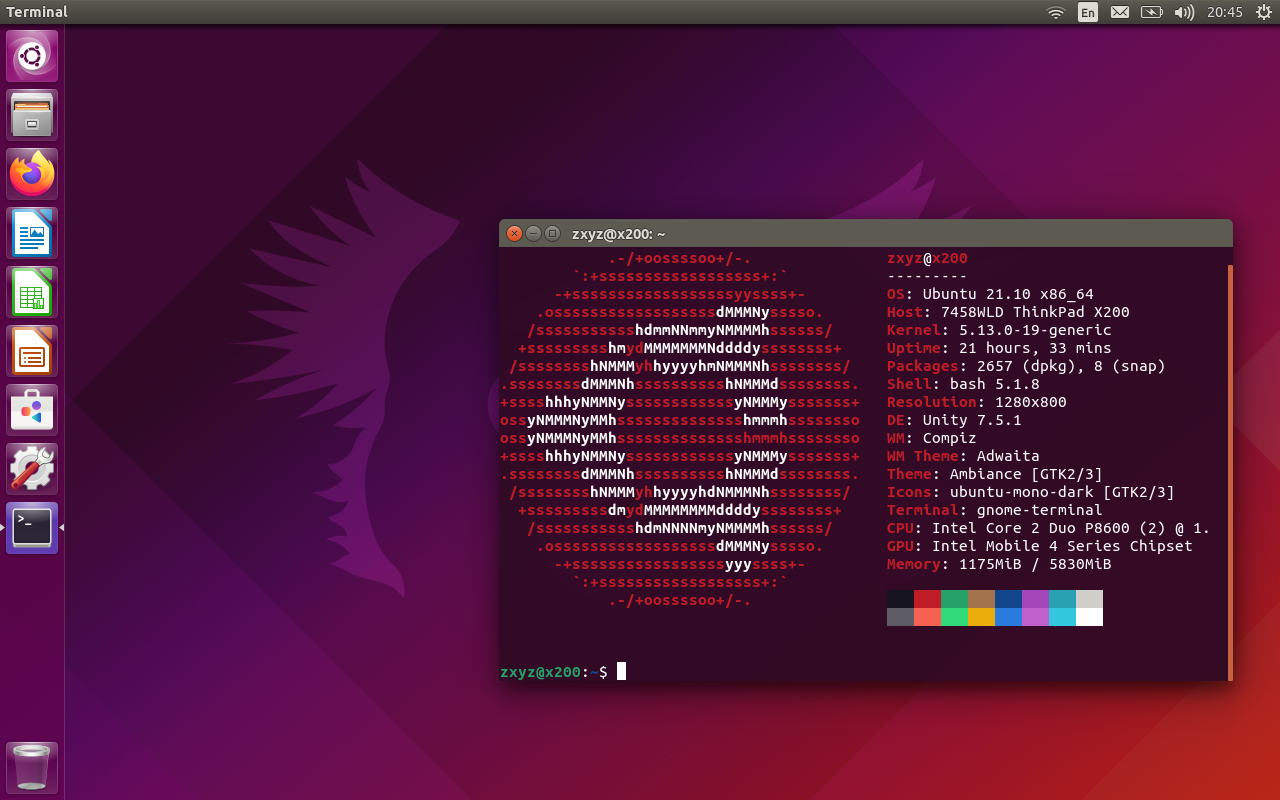 Terminal
En
20:45
zxyz@x200: ~
.-/+oossssoo+/-.
`:+ssssssssssssssssss+:`
-+ssssssssssssssssssyyssss+-
.ossssssssssssssssssdMMMNysssso.
/ssssssssssshdmmNNmmyNMMMMhssssss/
+ssssssssshmydMMMMMMMNddddyssssssss+
/sssssssshNMMMyhhyyyyhmNMMMNhssssssss/
.ssssssssdMMMNhsssssssssshNMMMdssssssss.
+sssshhhyNMMNyssssssssssssyNMMMysssssss+
ossyNMMMNyMMhsssssssssssssshmmmhssssssso
ossyNMMMNyMMhsssssssssssssshmmmhssssssso
+sssshhhyNMMNyssssssssssssyNMMMysssssss+
.ssssssssdMMMNhsssssssssshNMMMdssssssss.
/sssssssshNMMMyhhyyyyhdNMMMNhssssssss/
+sssssssssdmydMMMMMMMMddddyssssssss+
/ssssssssssshdmNNNNmyNMMMMhssssss/
.ossssssssssssssssssdMMMNysssso.
-+sssssssssssssssssyyyssss+-
`:+ssssssssssssssssss+:`
.-/+oossssoo+/-.
zxyz@x200
---------
OS: Ubuntu 21.10 x86_64
Host: 7458WLD ThinkPad X200
Kernel: 5.13.0-19-generic
Uptime: 21 hours, 33 mins
Packages: 2657 (dpkg), 8 (snap)
Shell: bash 5.1.8
Resolution: 1280x800
DE: Unity 7.5.1
WM: Compiz
WM Theme: Adwaita
Theme: Ambiance [GTK2/3]
Icons: ubuntu-mono-dark [GTK2/3]
Terminal: gnome-terminal
CPU: Intel Core 2 Duo P8600 (2) @ 1.
GPU: Intel Mobile 4 Series Chipset
Memory: 1175MiB / 5830MiB
zxyz@x200:~$